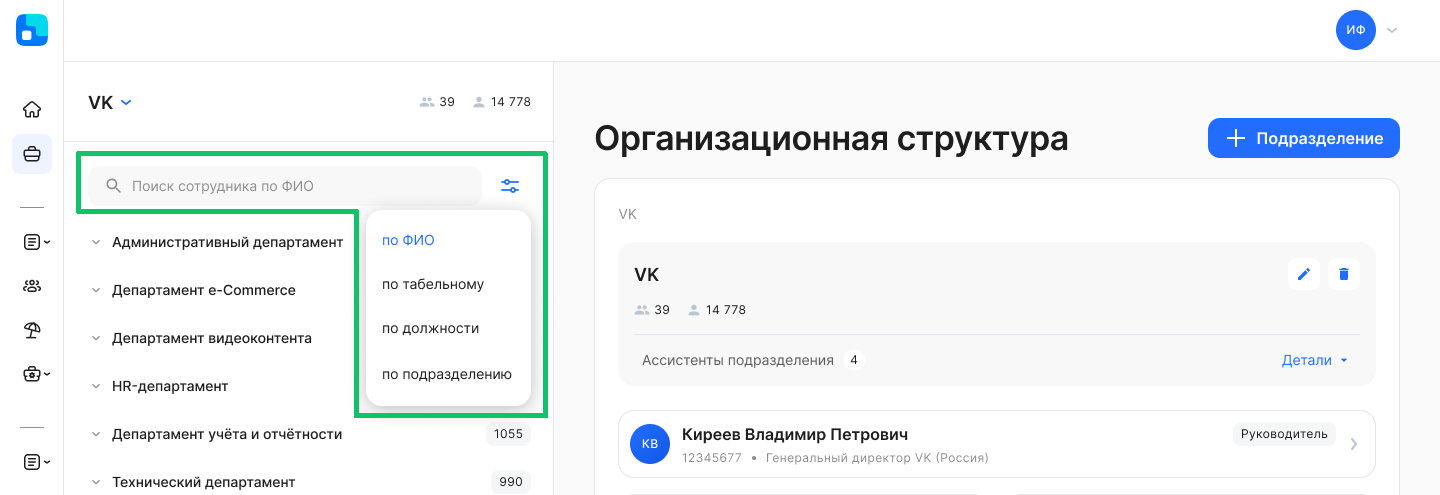 ИФ
VK
39
14 778
Поиск сотрудника по ФИО
по ФИО
по табельному
по должности
по подразделению
Административный департамент
Департамент e-Commerce
Департамент видеоконтента
HR-департамент
Департамент учёта и отчётности
1055
Технический департамент
990
Организационная структура
Подразделение
VK
VK
39
14 778
Ассистенты подразделения
4
Детали
КВ
Киреев Владимир Петрович
Руководитель
12345677 • Генеральный директор VK (Россия)